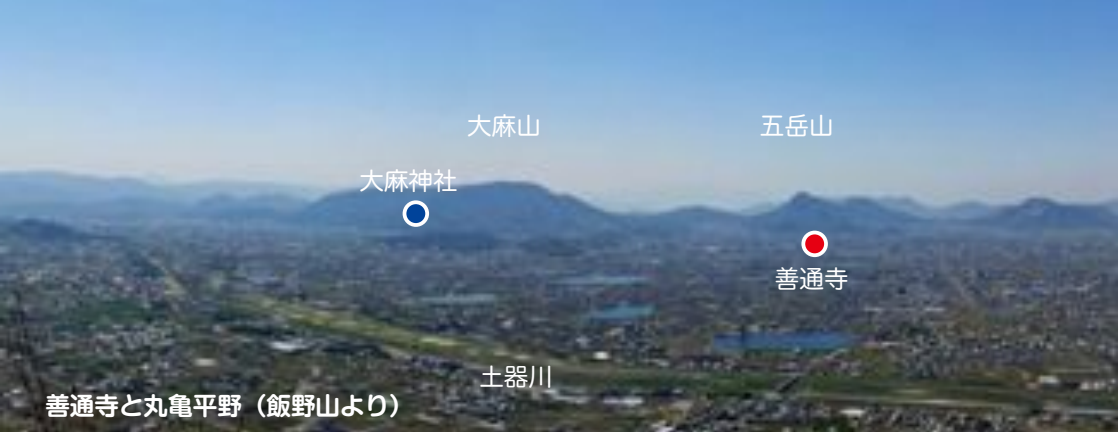 大麻山
五岳山
大麻神社
善通寺
土器川
善通寺と丸亀平野（飯野山より）